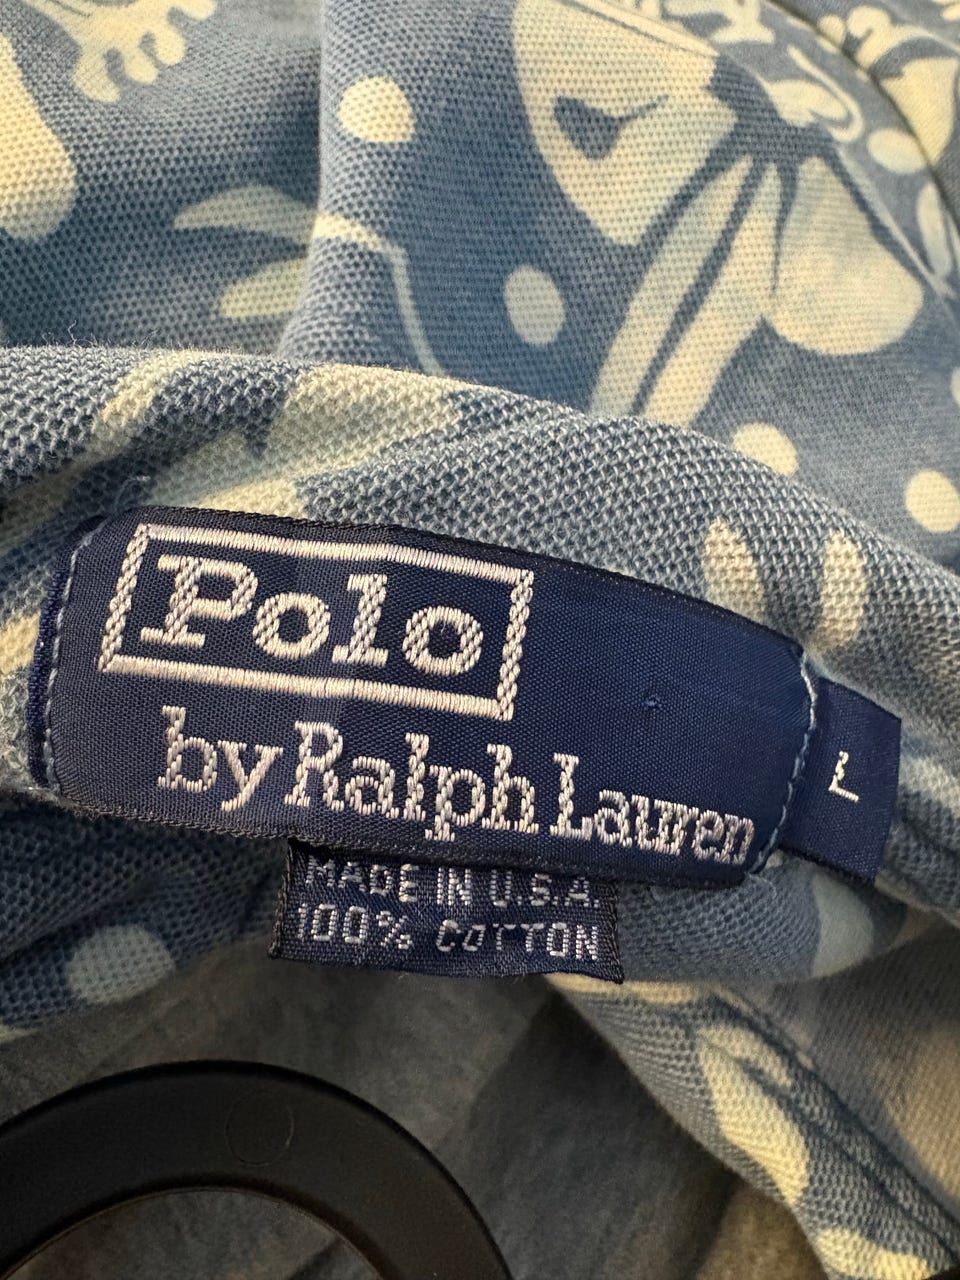 Polo
by Ralph Lauren
L
MADE IN U.S.A.
100% COTTON